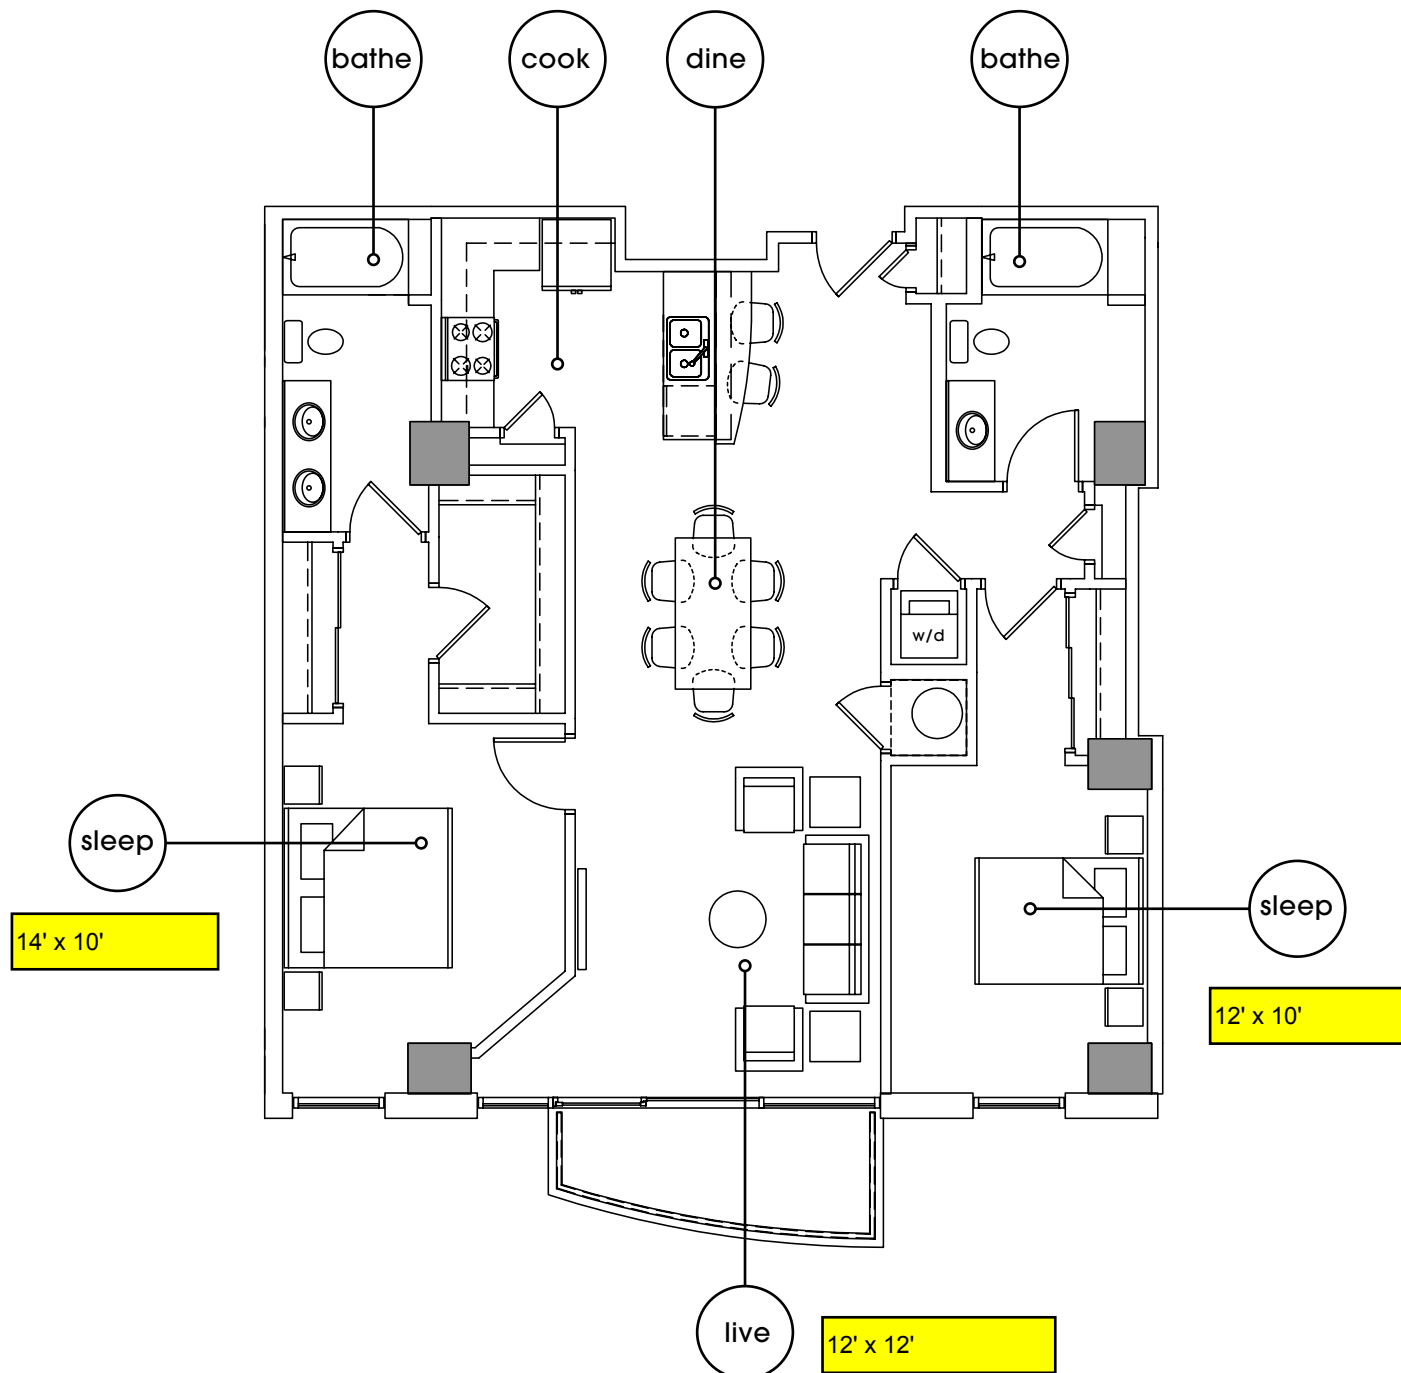 bathe
cook
dine
bathe
w/d
sleep
sleep
14' x 10'
12' x 10'
live
12' x 12'